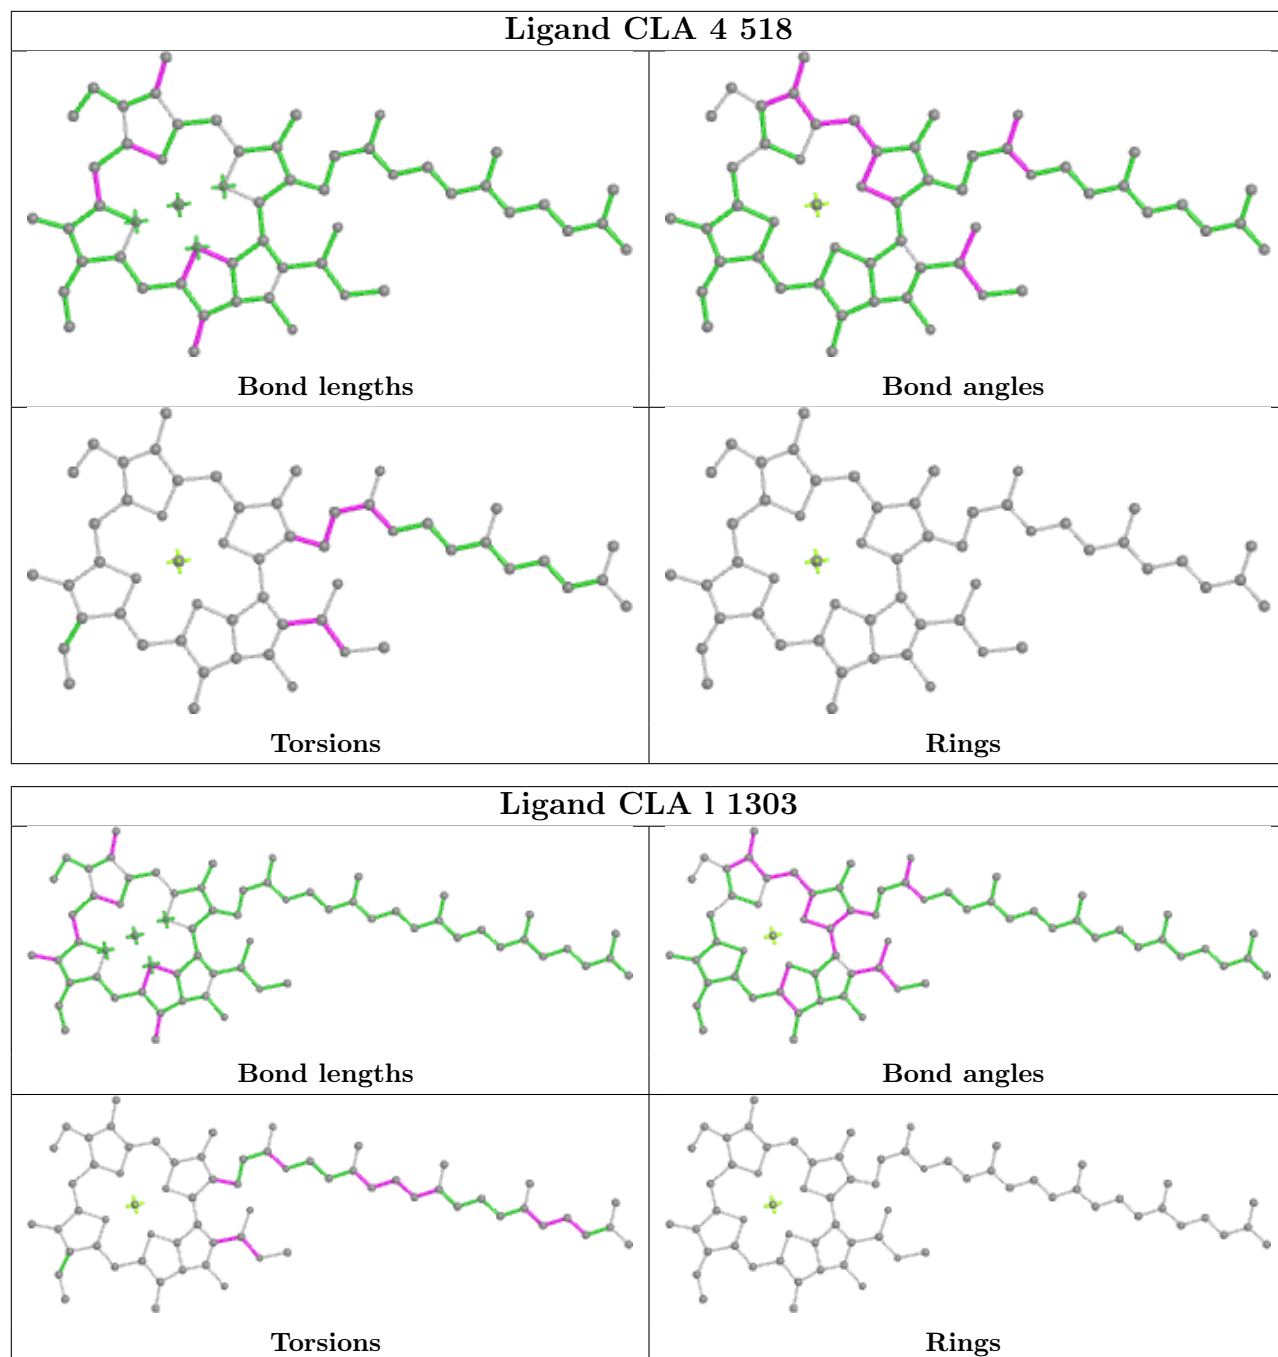 Ligand CLA 4 518
Bond lengths
Bond angles
Torsions
Rings
Ligand CLA l 1303
Bond lengths
Bond angles
Torsions
Rings